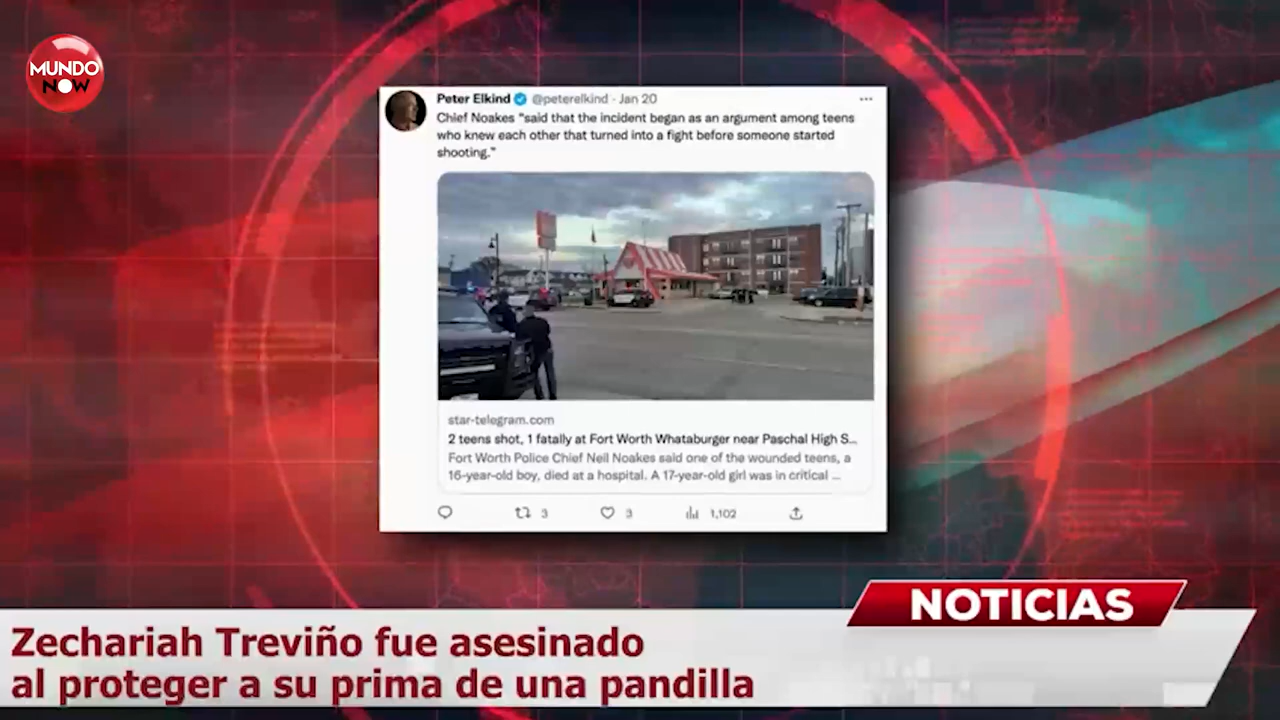 MUNDO
NOW
Peter Elkind @peterelkind · Jan 20
Chief Noakes "said that the incident began as an argument among teens
who knew each other that turned into a fight before someone started
shooting."
star-telegram.com
2 teens shot, 1 fatally at Fort Worth Whataburger near Paschal High S...
Fort Worth Police Chief Neil Noakes said one of the wounded teens, a
16-year-old boy, died at a hospital. A 17-year-old girl was in critical ...
3 3 1,102
NOTICIAS
Zechariah Treviño fue asesinado
al proteger a su prima de una pandilla